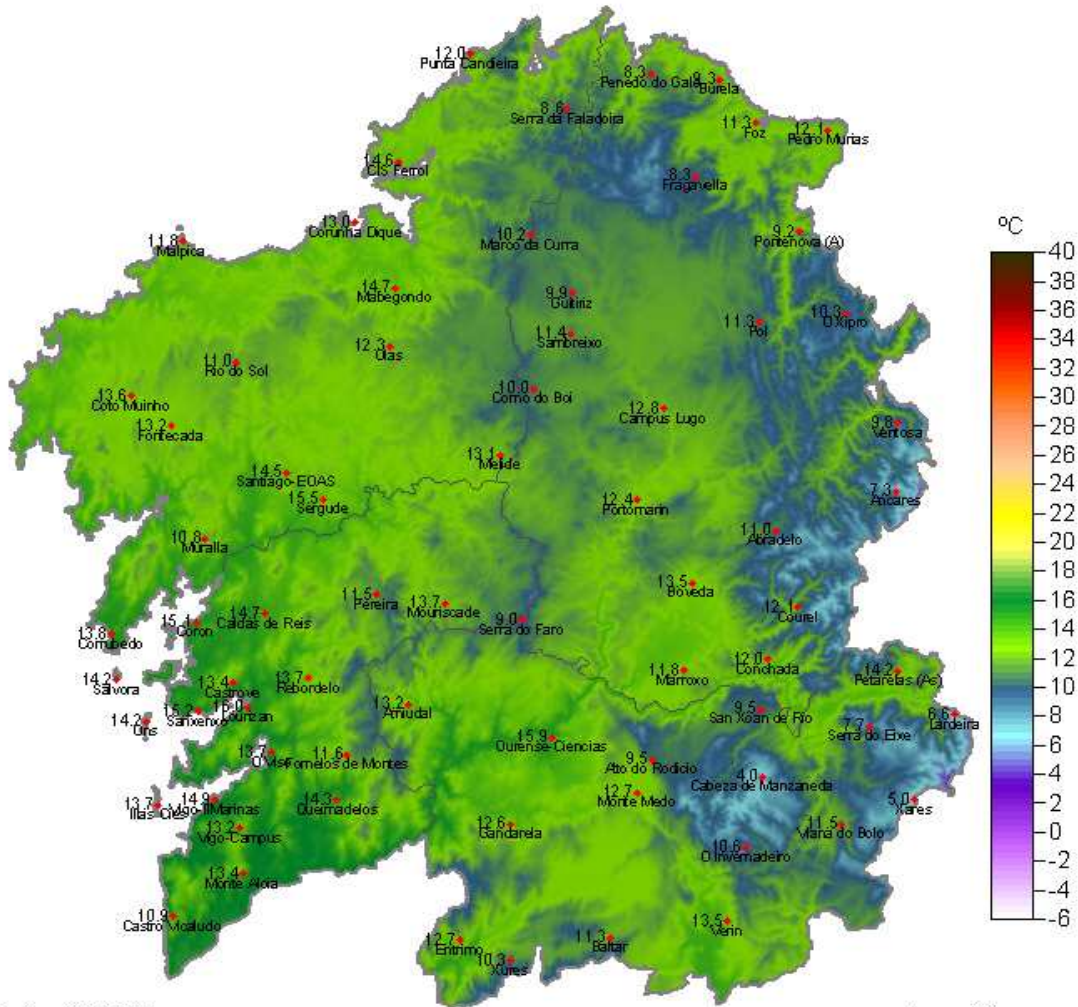 12.0
Punta Candieira
8.3
Penedo do Galo
9.3
Burela
8.6
Serra da Faladoira
11.3
Foz
12.1
Pedro Murias
14.6
CIS Ferrol
8.3
Fragavella
13.0
Corunha Dique
11.8
Malpica
10.2
Marco da Curra
9.2
Pontenova (A)
ºC
14.7
Mabegondo
9.9
Guitiriz
11.3
Pol
10.3
O Xipro
11.4
Sambreixo
12.3
Olas
11.0
Rio do Sol
13.6
Coto Muinho
10.0
Corno do Boi
12.8
Campus Lugo
13.2
Fontecada
9.8
Ventosa
13.1
Melide
14.5
Santiago-EOAS
15.5
Sergude
12.4
Portomarin
7.3
Ancares
10.8
Muralla
11.0
Abradelo
11.5
Pereira
13.7
Mouriscade
13.5
Boveda
12.1
Courel
14.7
Caldas de Reis
15.1
Coron
9.0
Serra do Faro
13.8
Corrubedo
12.0
Conchada
11.8
Marroxo
14.2
Petarelas (As)
14.2
Salvora
13.4
Castrove
13.7
Rebordelo
15.2
Sanxenxo
Lourizan
13.2
Amiudal
9.5
San Xoan de Rio
6.6
Lardeira
14.2
Ons
7.7
Serra do Eixe
15.9
Ourense-Ciencias
13.7
O Viso
11.6
Fornelos de Montes
9.5
Alto do Rodicio
4.0
Cabeza de Manzaneda
12.7
Monte Medo
5.0
Xares
13.7
Illas Cies
14.9
Vigo-IIMarinas
14.3
Queimadelos
13.2
Vigo-Campus
12.6
Gandarela
11.5
Viana do Bolo
10.6
O Invernadeiro
13.4
Monte Aloia
10.9
Castro Vicaludo
13.5
Verin
12.7
Entrimo
11.3
Baltar
10.3
Xures
40
38
36
34
32
30
28
26
24
22
20
18
16
14
12
10
8
6
4
2
0
-2
-4
-6